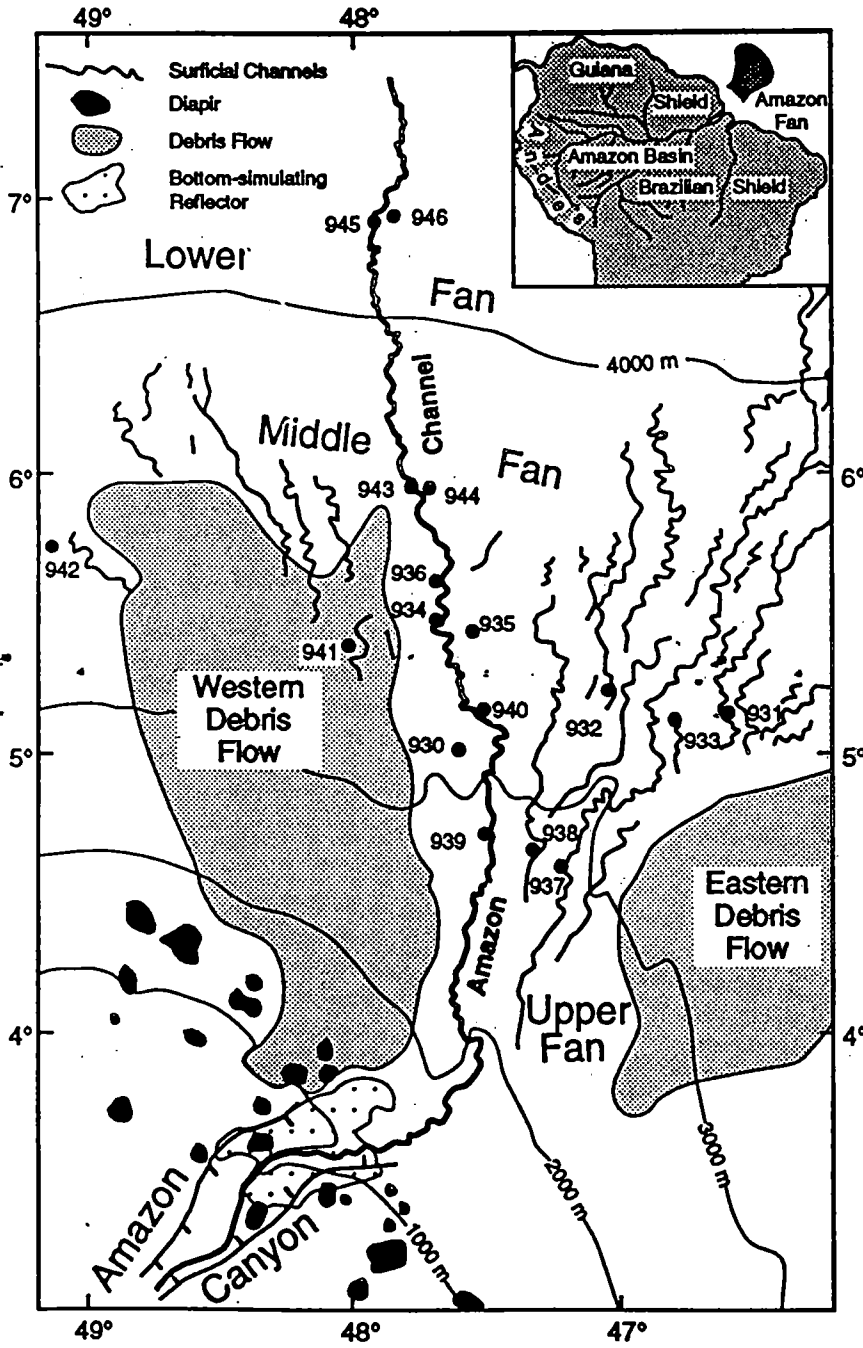 49°
48°
Surficial Channels
Diapir
Debris Flow
Bottom-simulating
Reflector
Guiana
Shield
Amazon
Fan
Andes
Amazon Basin
Brazilian
Shield
7°
945
946
Lower
Fan
4000 m
Channel
Middle
Fan
6°
6°
943
944
942
936
934
935
941
Western
Debris
Flow
940
932
931
933
930
5°
5°
939
938
937
Eastern
Debris
Flow
Amazon
Upper
Fan
4°
4°
3000 m
2000 m
1000 m
Amazon
Canyon
49°
48°
47°